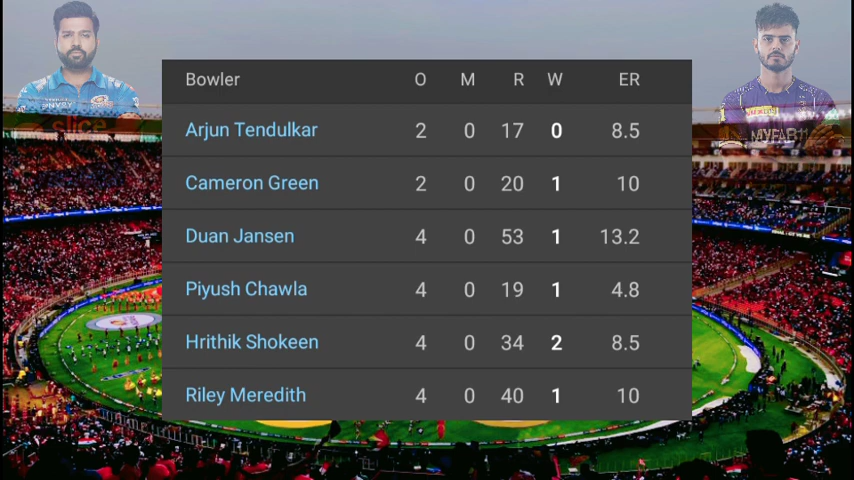 Bowler O M R W ER
Arjun Tendulkar 2 0 17 0 8.5
Cameron Green 2 0 20 1 10
Duan Jansen 4 0 53 1 13.2
Piyush Chawla 4 0 19 1 4.8
Hrithik Shokeen 4 0 34 2 8.5
Riley Meredith 4 0 40 1 10
MYFAB11